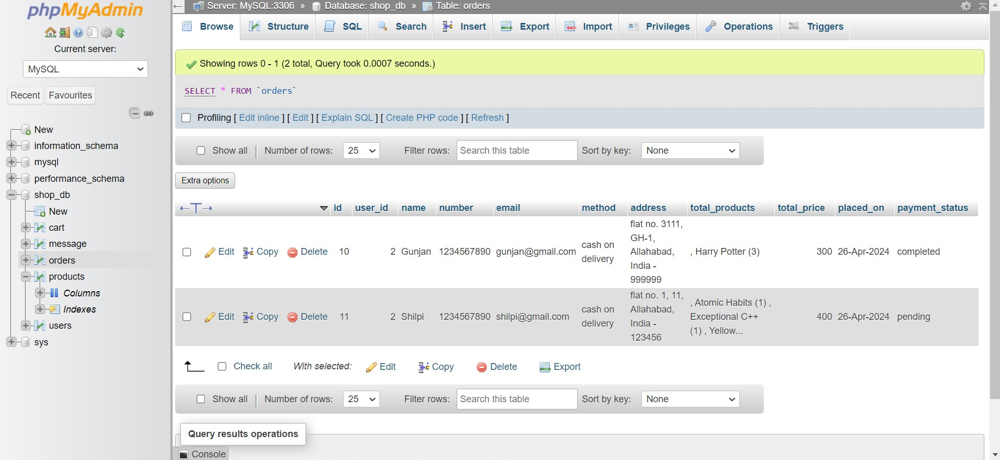 phpMyAdmin
Current server:
MySQL
Recent
Favourites
New
information_schema
mysql
performance_schema
shop_db
New
cart
message
orders
products
Columns
Indexes
users
sys
Server: MySQL:3306 » Database: shop_db » Table: orders
Browse Structure SQL Search Insert Export Import Privileges Operations Triggers
Showing rows 0 - 1 (2 total, Query took 0.0007 seconds.)
SELECT * FROM `orders`
Profiling [ Edit inline ] [ Edit ] [ Explain SQL ] [ Create PHP code ] [ Refresh ]
Show all | Number of rows: 25 Filter rows: Search this table Sort by key: None
Extra options
id user_id name number email method address total_products total_price placed_on payment_status
Edit Copy Delete 10 2 Gunjan 1234567890 gunjan@gmail.com
cash on
delivery
flat no. 3111,
GH-1,
Allahabad,
India -
999999
, Harry Potter (3)
300 26-Apr-2024 completed
Edit Copy Delete 11 2 Shilpi 1234567890 shilpi@gmail.com
cash on
delivery
flat no. 1, 11,
Allahabad,
India -
123456
, Atomic Habits (1) ,
Exceptional C++
(1) , Yellow...
400 26-Apr-2024 pending
Check all With selected: Edit Copy Delete Export
Show all | Number of rows: 25 Filter rows: Search this table Sort by key: None
Query results operations
Console